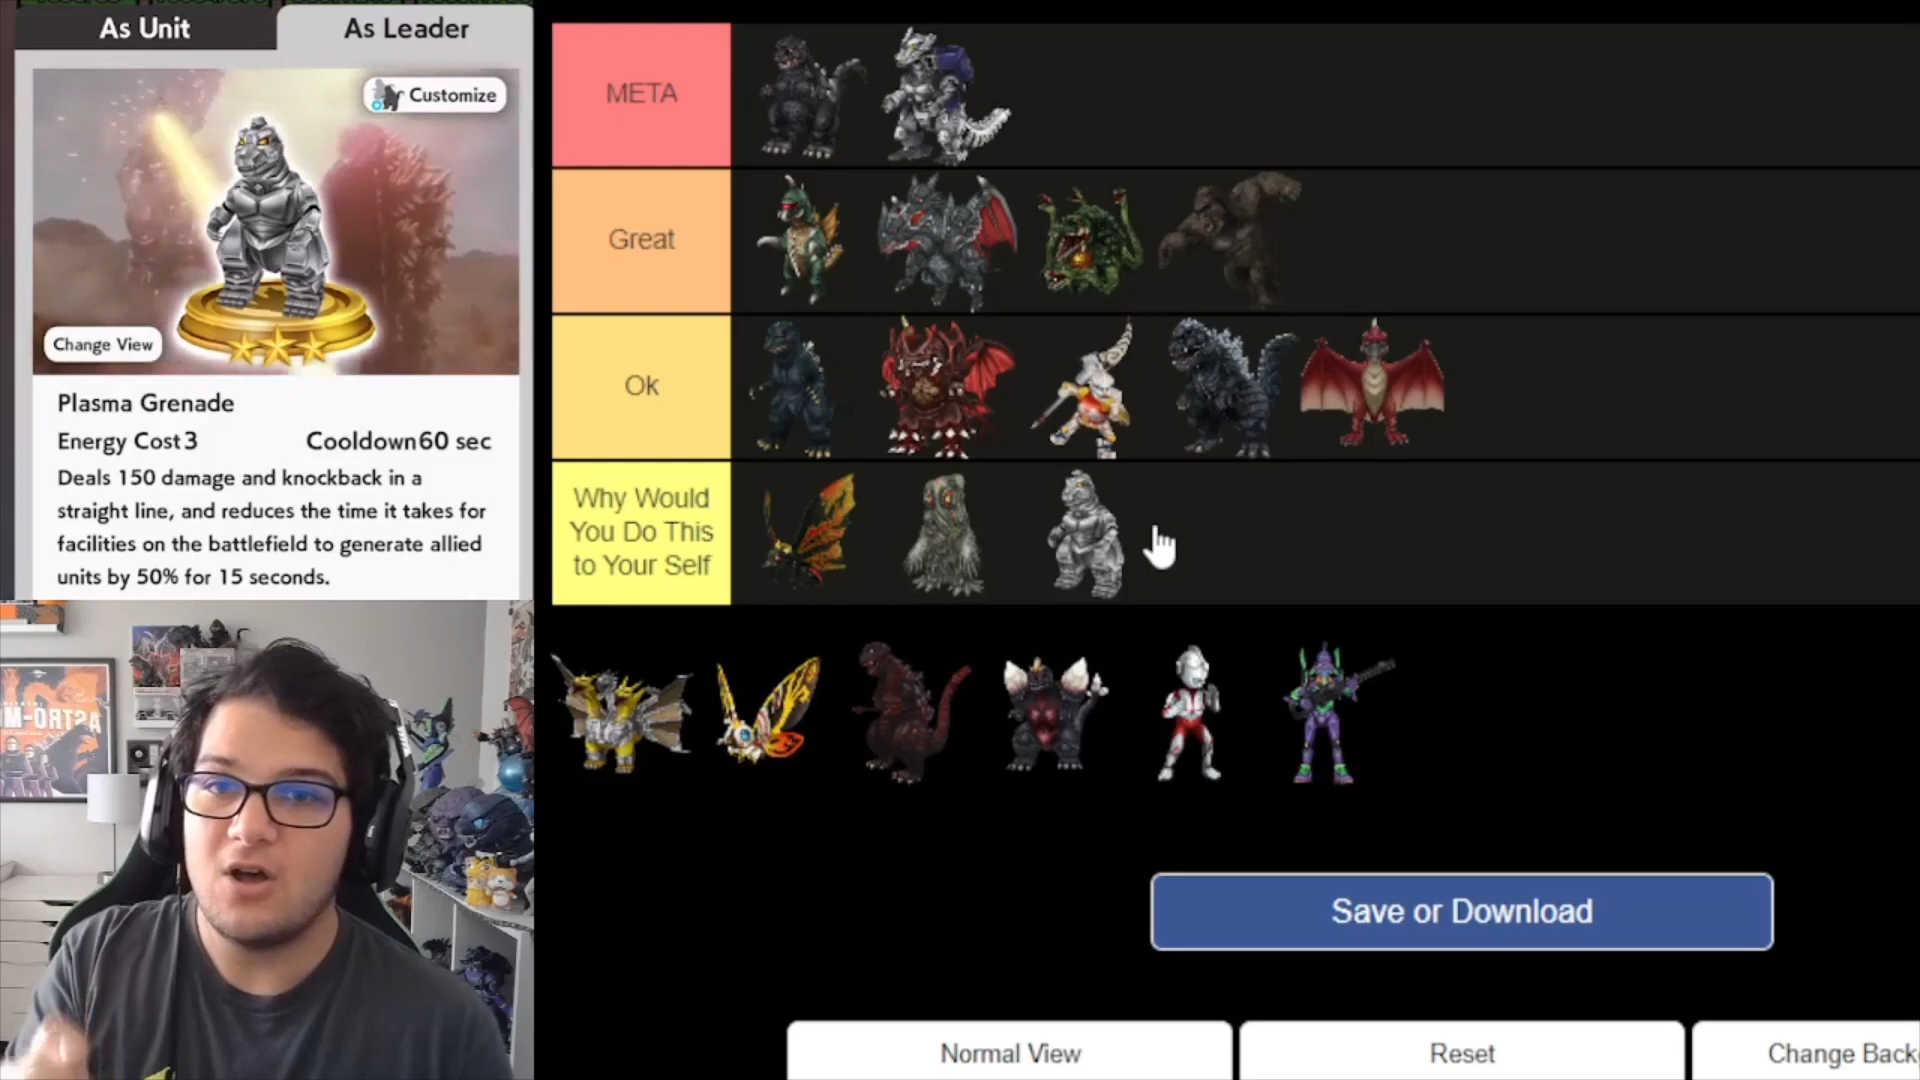 As Unit
As Leader
Customize
Change View
Plasma Grenade
Energy Cost 3
Cooldown 60 sec
Deals 150 damage and knockback in a
straight line, and reduces the time it takes for
facilities on the battlefield to generate allied
units by 50% for 15 seconds.
META
Great
Ok
Why Would
You Do This
to Your Self
Save or Download
Normal View
Reset
Change Back